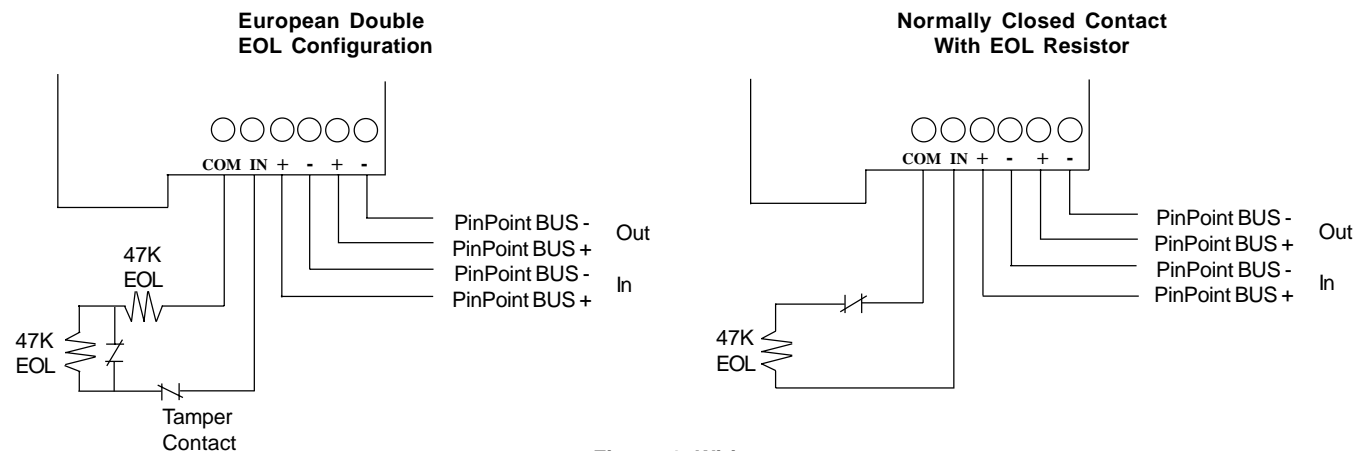 European Double
EOL Configuration
COM IN + - + -
PinPoint BUS -
PinPoint BUS +
Out
PinPoint BUS -
PinPoint BUS +
In
47K
EOL
47K
EOL
Tamper
Contact
Normally Closed Contact
With EOL Resistor
COM IN + - + -
PinPoint BUS -
PinPoint BUS +
Out
PinPoint BUS -
PinPoint BUS +
In
47K
EOL